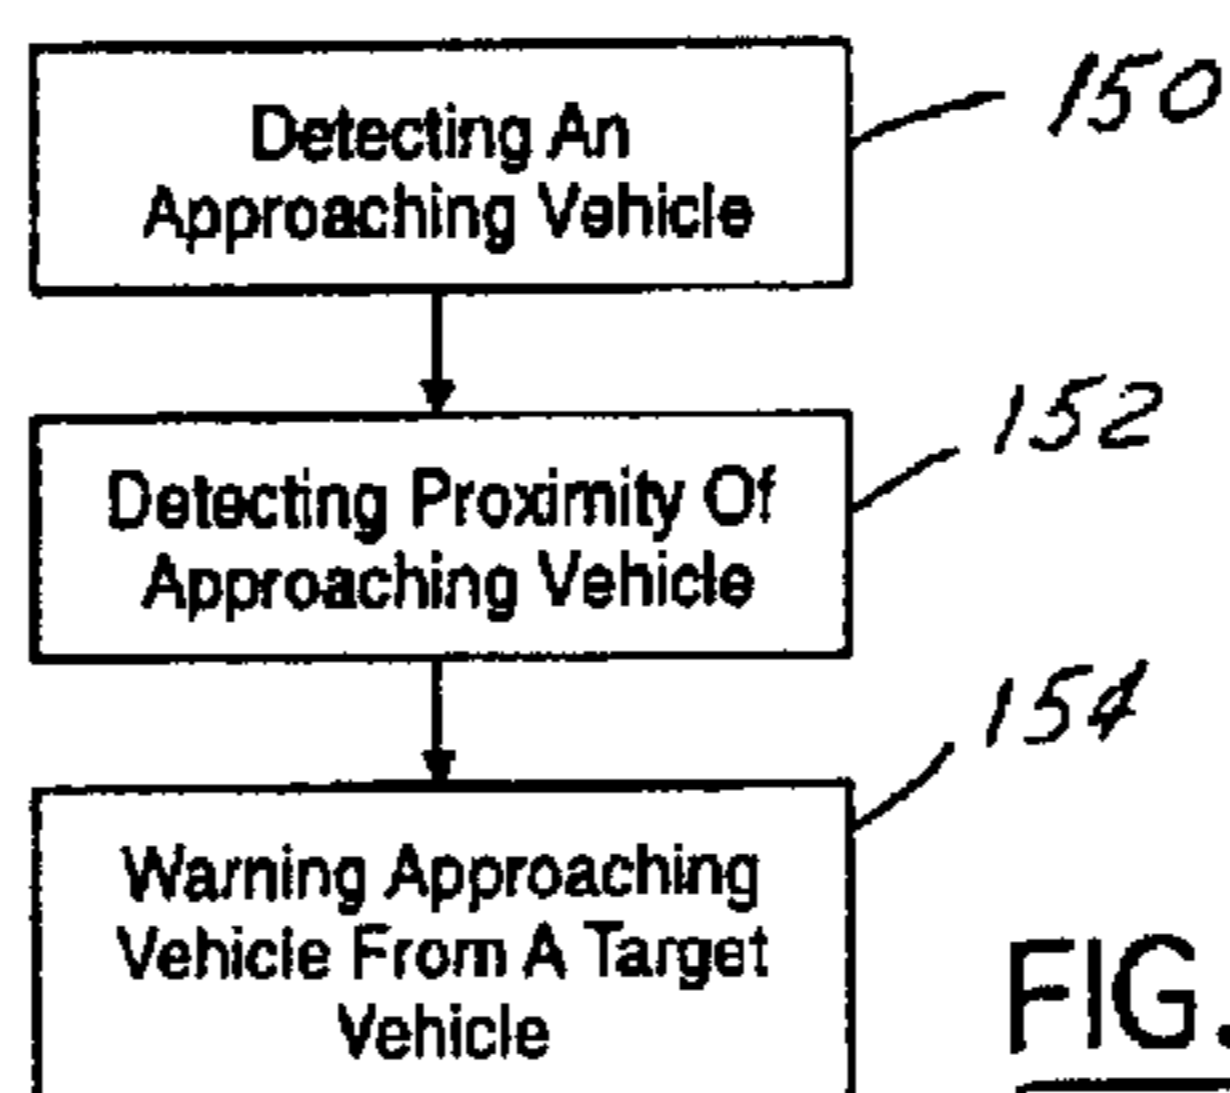 Detecting An
Approaching Vehicle
150
Detecting Proximity Of
Approaching Vehicle
152
Warning Approaching
Vehicle From A Target
Vehicle
154
FIG.